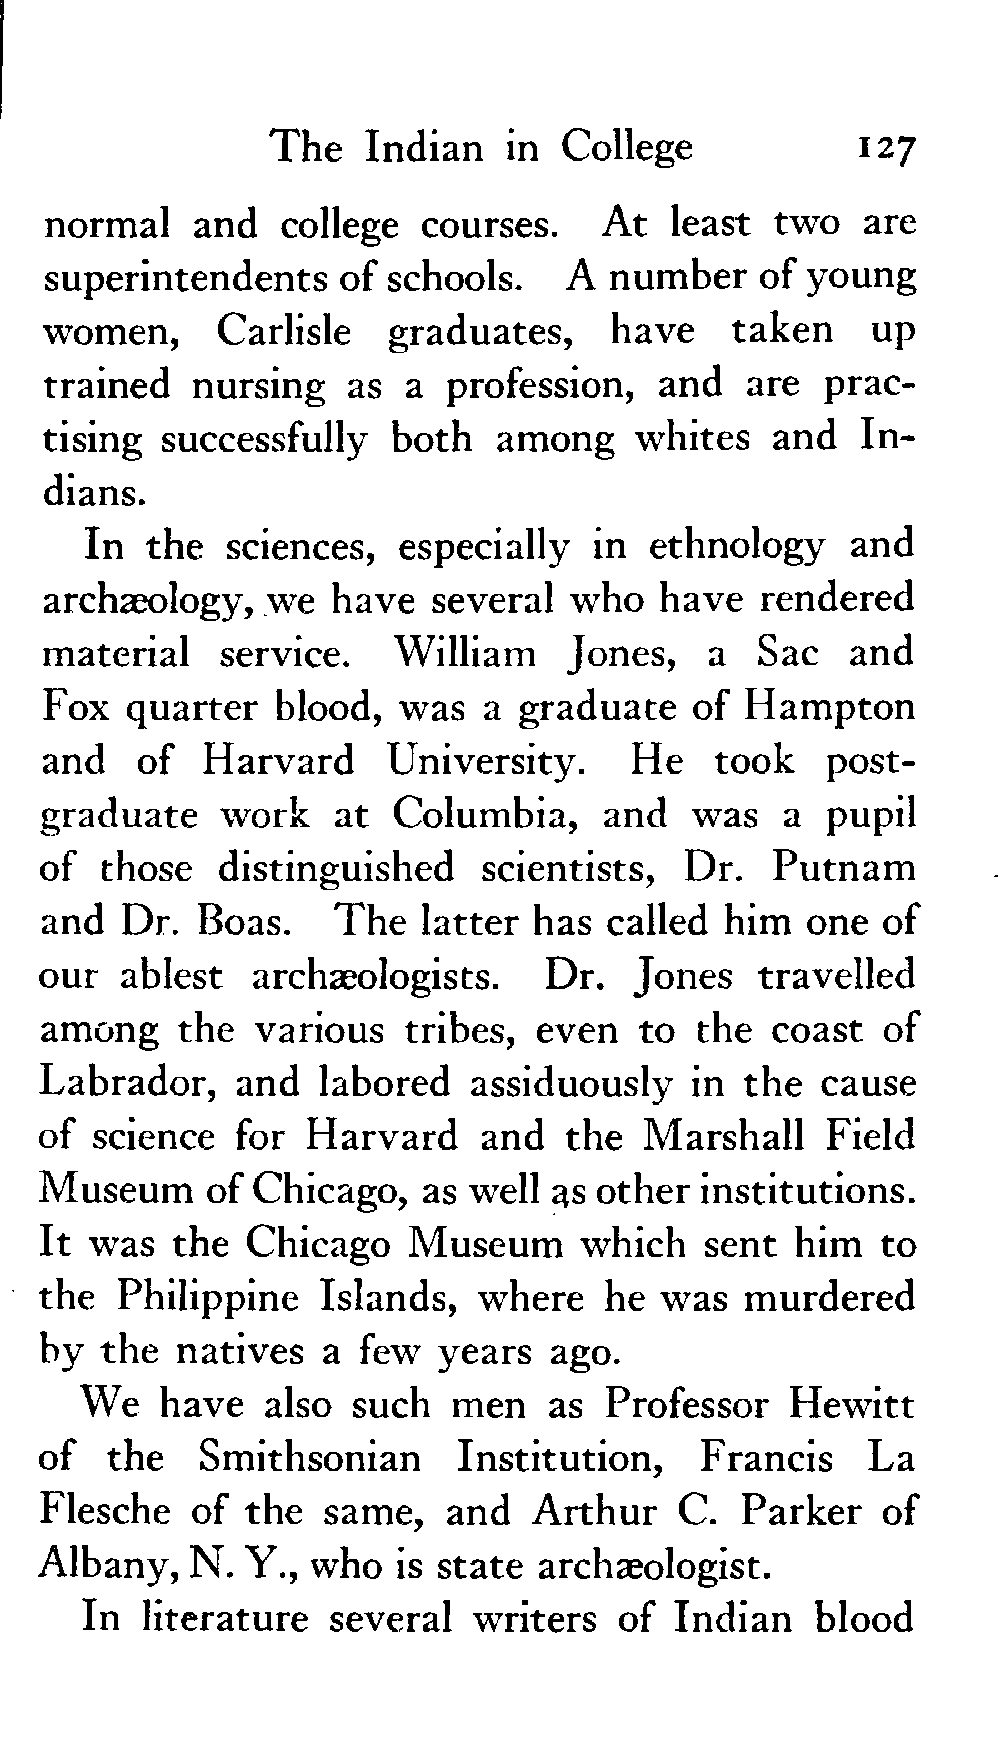 The Indian in College 127
normal and college courses. At least two are
superintendents of schools. A number of young
women, Carlisle graduates, have taken up
trained nursing as a profession, and are prac-
tising successfully both among whites and In-
dians.
In the sciences, especially in ethnology and
archæology, we have several who have rendered
material service. William Jones, a Sac and
Fox quarter blood, was a graduate of Hampton
and of Harvard University. He took post-
graduate work at Columbia, and was a pupil
of those distinguished scientists, Dr. Putnam
and Dr. Boas. The latter has called him one of
our ablest archæologists. Dr. Jones travelled
among the various tribes, even to the coast of
Labrador, and labored assiduously in the cause
of science for Harvard and the Marshall Field
Museum of Chicago, as well as other institutions.
It was the Chicago Museum which sent him to
the Philippine Islands, where he was murdered
by the natives a few years ago.
We have also such men as Professor Hewitt
of the Smithsonian Institution, Francis La
Flesche of the same, and Arthur C. Parker of
Albany, N. Y., who is state archæologist.
In literature several writers of Indian blood